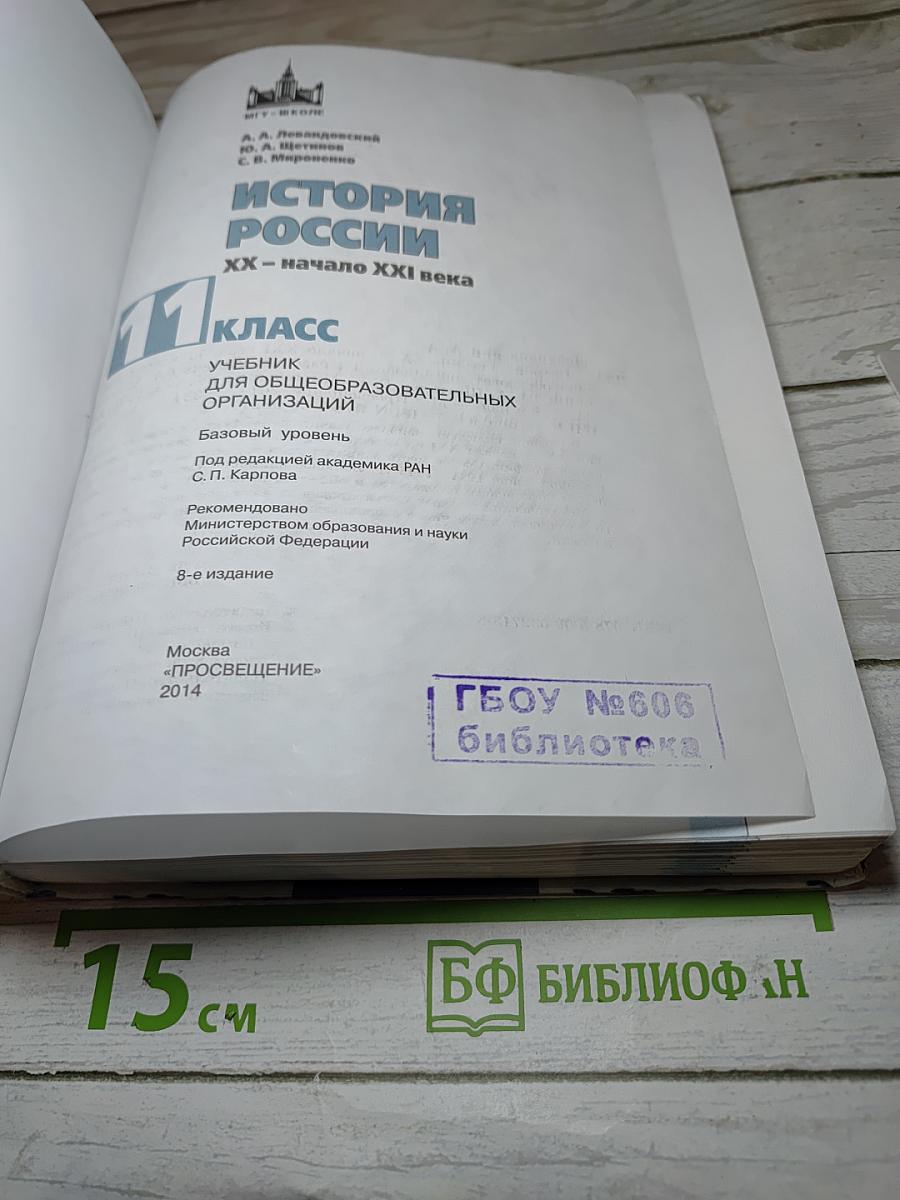 МГУ – ШКОЛЕ
А. А. Левандовский
Ю. А. Щетинов
С. В. Мироненко
ИСТОРИЯ
РОССИИ
XX – начало XXI века
11 КЛАСС
УЧЕБНИК
ДЛЯ ОБЩЕОБРАЗОВАТЕЛЬНЫХ
ОРГАНИЗАЦИЙ
Базовый уровень
Под редакцией академика РАН
С. П. Карпова
Рекомендовано
Министерством образования и науки
Российской Федерации
8-е издание
Москва
«ПРОСВЕЩЕНИЕ»
2014
ГБОУ №606
библиотека
15 см
БФ БИБЛИОФАН